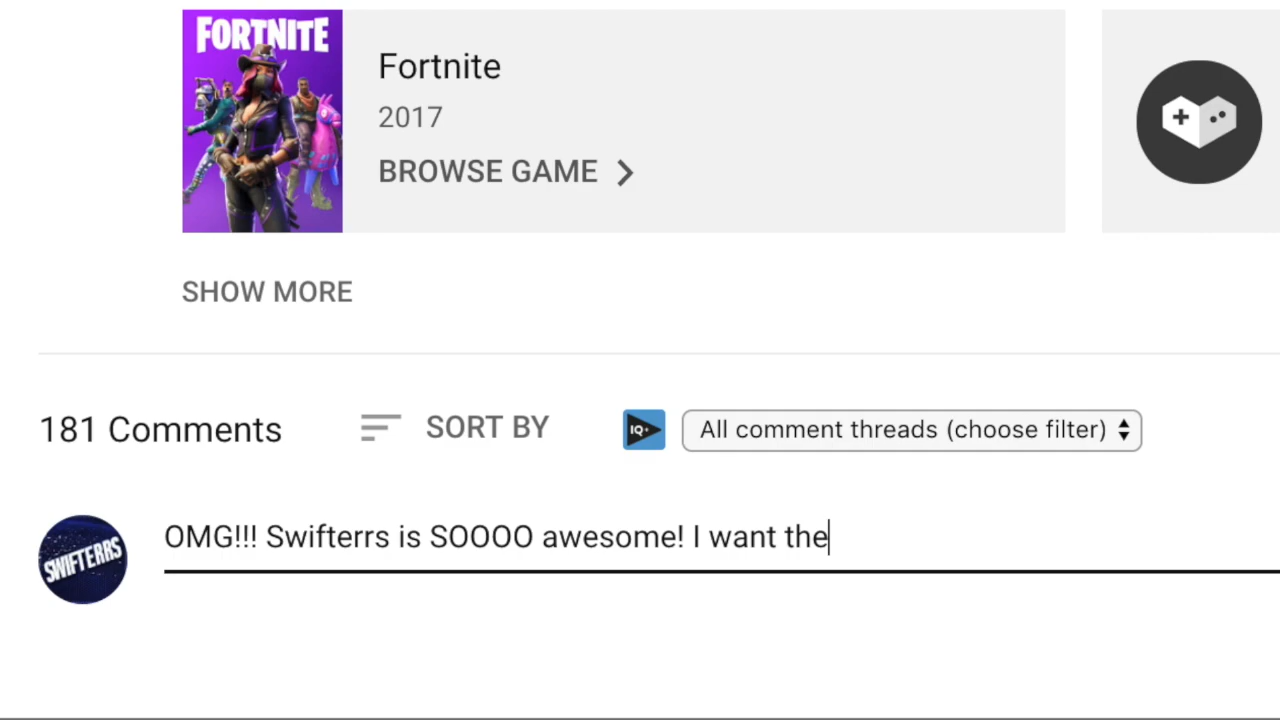 FORTNITE
Fortnite
2017
BROWSE GAME
SHOW MORE
181 Comments
SORT BY
IQ+
All comment threads (choose filter)
SWIFTERRS
OMG!!! Swifterrs is SOOOO awesome! I want the